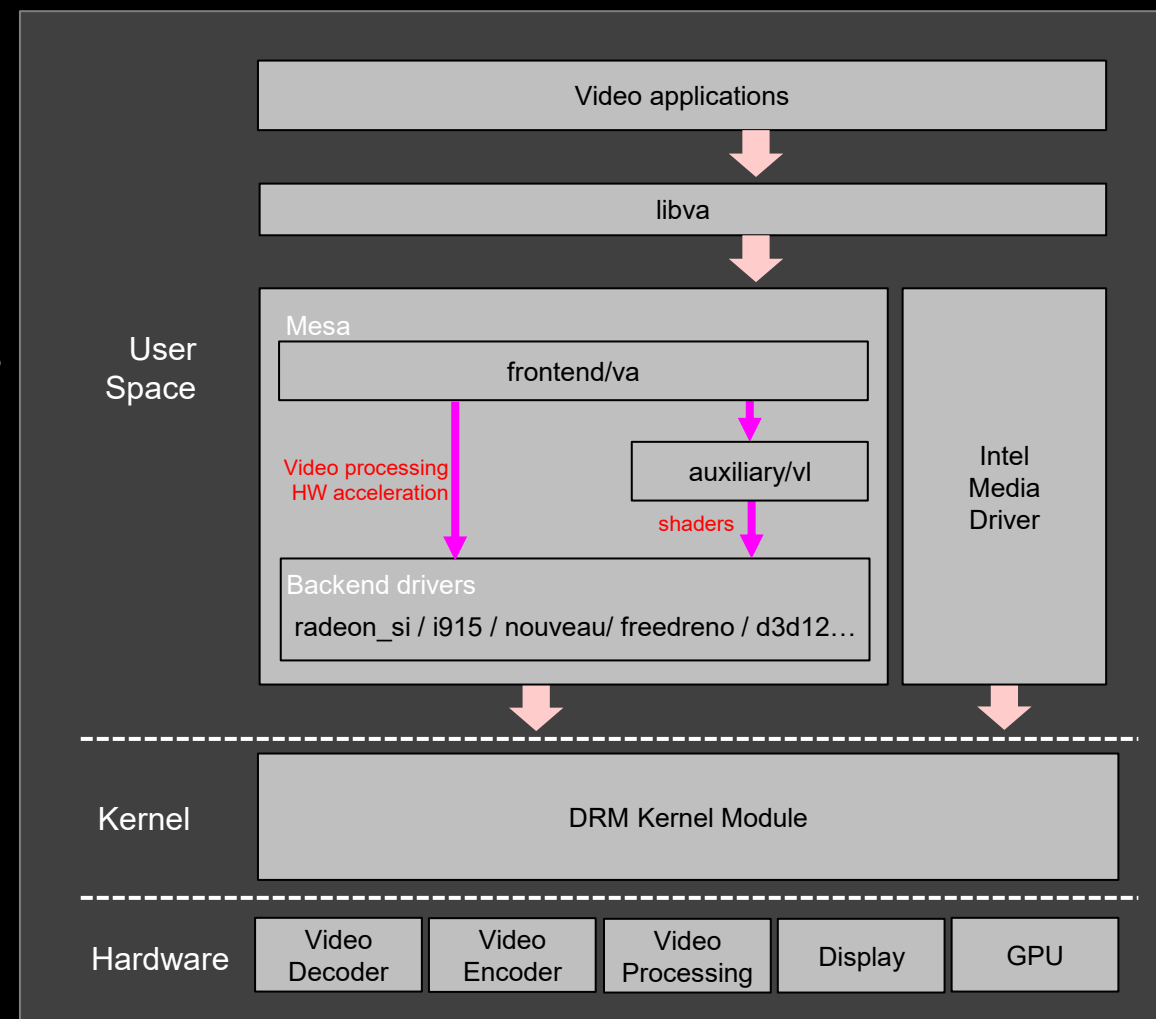 Video applications
libva
User
Space
Mesa
frontend/va
Video processing
HW acceleration
auxiliary/vl
shaders
Backend drivers
radeon_si / i915 / nouveau/ freedreno / d3d12…
Intel
Media
Driver
Kernel
DRM Kernel Module
Hardware
Video
Decoder
Video
Encoder
Video
Processing
Display
GPU